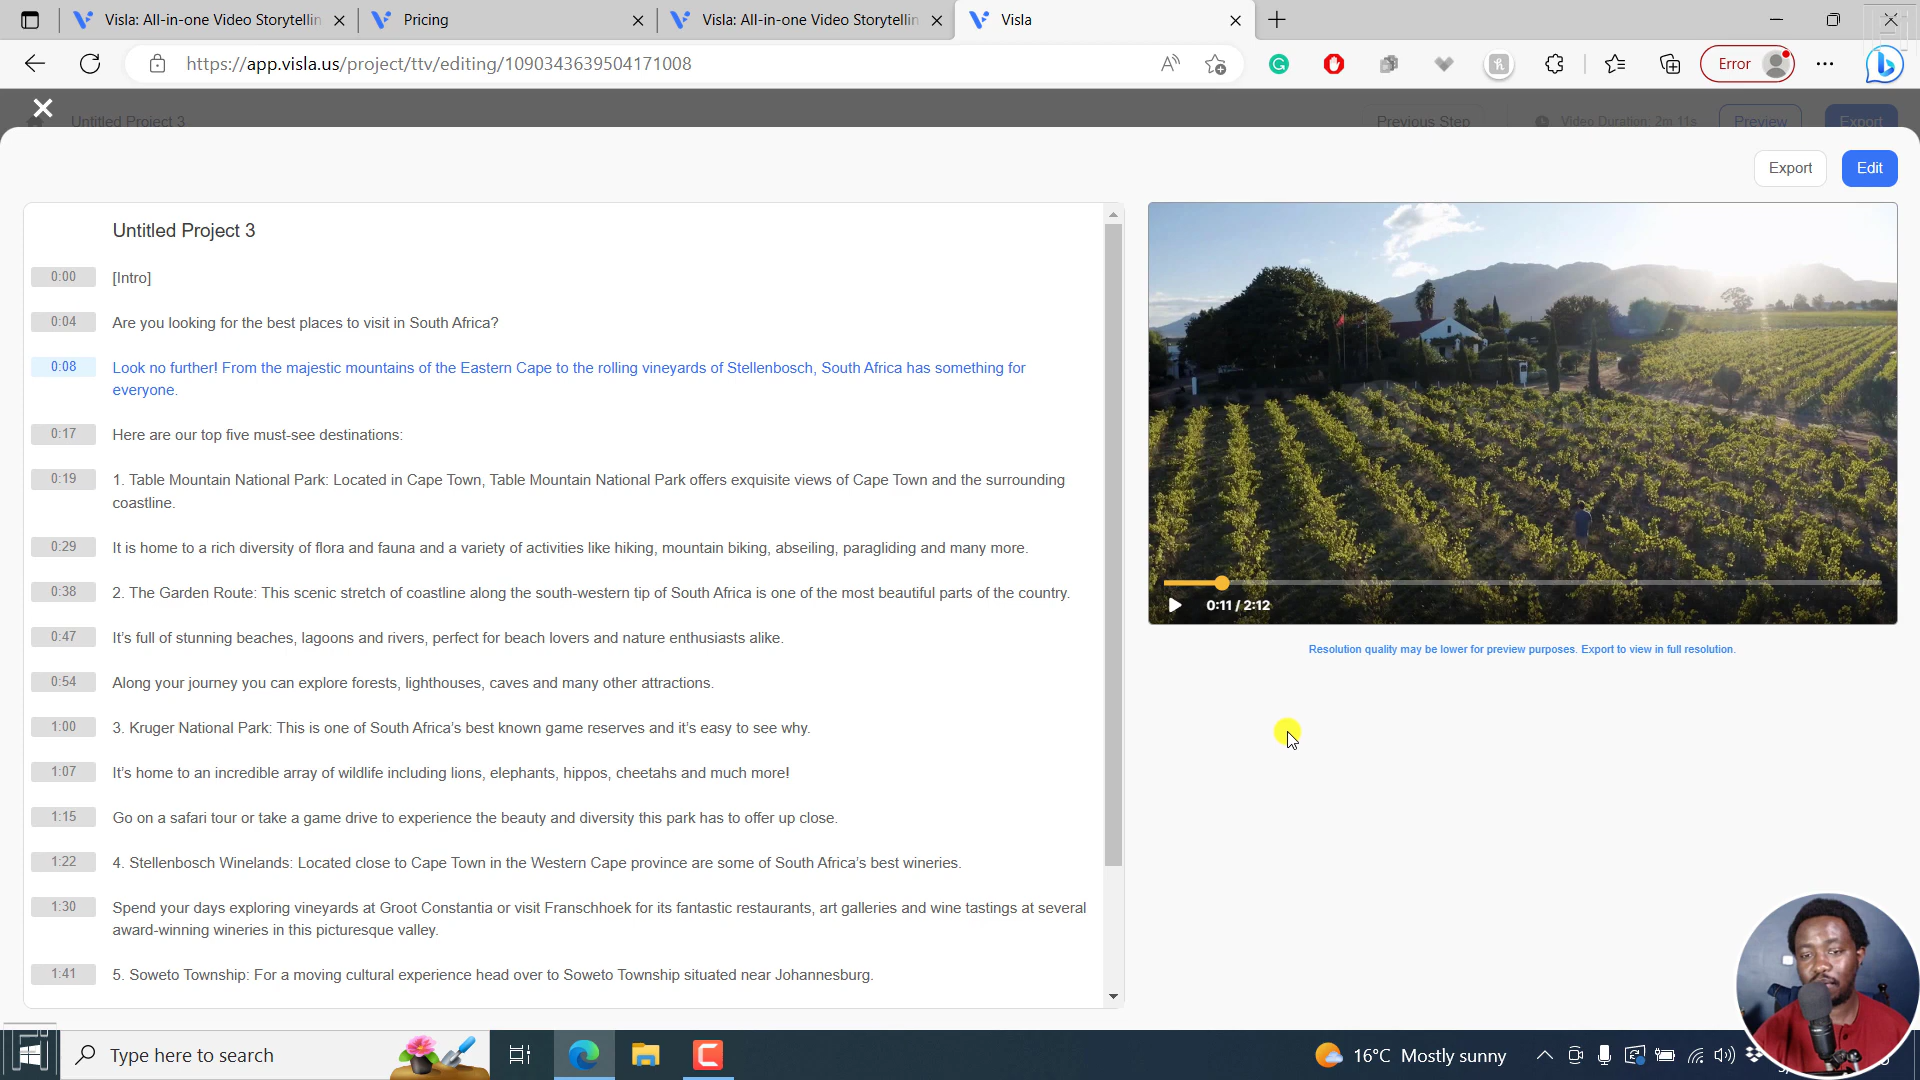 Visla: All-in-one Video Storytellin
Pricing
Visla: All-in-one Video Storytellin
Visla
https://app.visla.us/project/ttv/editing/1090343639504171008
Error
Untitled Project 3
Previous Step
Video Duration: 2m 11s
Preview
Export
Export
Edit
Untitled Project 3
0:00 [Intro]
0:04 Are you looking for the best places to visit in South Africa?
0:08 Look no further! From the majestic mountains of the Eastern Cape to the rolling vineyards of Stellenbosch, South Africa has something for
everyone.
0:17 Here are our top five must-see destinations:
0:19 1. Table Mountain National Park: Located in Cape Town, Table Mountain National Park offers exquisite views of Cape Town and the surrounding
coastline.
0:29 It is home to a rich diversity of flora and fauna and a variety of activities like hiking, mountain biking, abseiling, paragliding and many more.
0:38 2. The Garden Route: This scenic stretch of coastline along the south-western tip of South Africa is one of the most beautiful parts of the country.
0:47 It's full of stunning beaches, lagoons and rivers, perfect for beach lovers and nature enthusiasts alike.
0:54 Along your journey you can explore forests, lighthouses, caves and many other attractions.
1:00 3. Kruger National Park: This is one of South Africa's best known game reserves and it's easy to see why.
1:07 It's home to an incredible array of wildlife including lions, elephants, hippos, cheetahs and much more!
1:15 Go on a safari tour or take a game drive to experience the beauty and diversity this park has to offer up close.
1:22 4. Stellenbosch Winelands: Located close to Cape Town in the Western Cape province are some of South Africa's best wineries.
1:30 Spend your days exploring vineyards at Groot Constantia or visit Franschhoek for its fantastic restaurants, art galleries and wine tastings at several
award-winning wineries in this picturesque valley.
1:41 5. Soweto Township: For a moving cultural experience head over to Soweto Township situated near Johannesburg.
0:11 / 2:12
Resolution quality may be lower for preview purposes. Export to view in full resolution.
Type here to search
16°C Mostly sunny